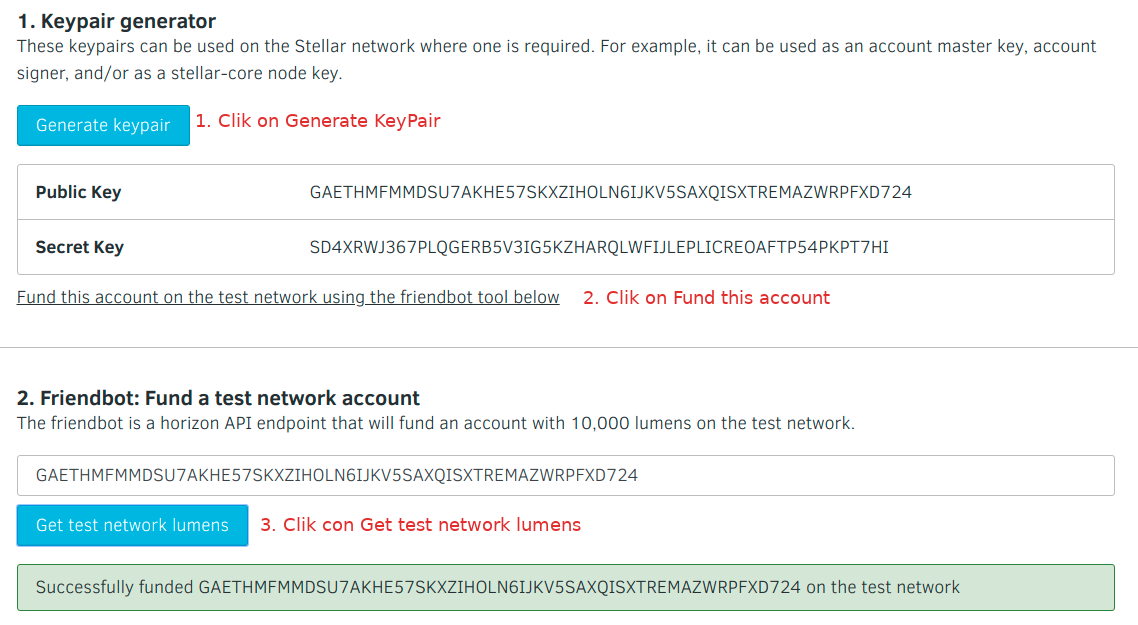 1. Keypair generator
These keypairs can be used on the Stellar network where one is required. For example, it can be used as an account master key, account
signer, and/or as a stellar-core node key.
Generate keypair 1. Clik on Generate KeyPair
Public Key GAETHMFMMDSU7AKHE57SKXZIHOLN6IJKV5SAXQISXTREMAZWRPFXD724
Secret Key SD4XRWJ367PLQGERB5V3IG5KZHARQLWFIJLEPLICREOAFTP54PKPT7HI
Fund this account on the test network using the friendbot tool below 2. Clik on Fund this account
2. Friendbot: Fund a test network account
The friendbot is a horizon API endpoint that will fund an account with 10,000 lumens on the test network.
GAETHMFMMDSU7AKHE57SKXZIHOLN6IJKV5SAXQISXTREMAZWRPFXD724
Get test network lumens 3. Clik con Get test network lumens
Successfully funded GAETHMFMMDSU7AKHE57SKXZIHOLN6IJKV5SAXQISXTREMAZWRPFXD724 on the test network